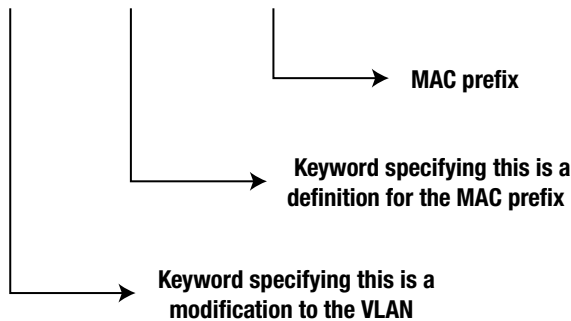 MAC prefix
Keyword specifying this is a
definition for the MAC prefix
Keyword specifying this is a
modification to the VLAN